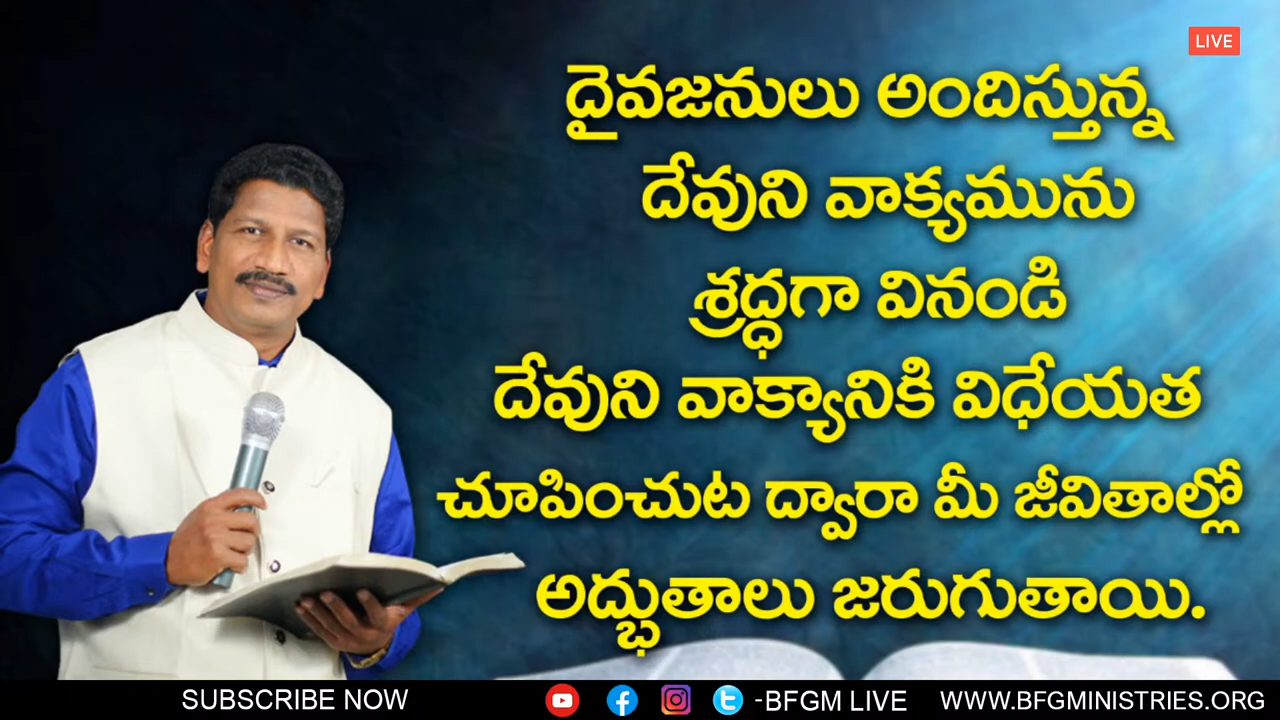 LIVE
దైవజనులు అందిస్తున్న
దేవుని వాక్యమును
శ్రద్ధగా వినండి
దేవుని వాక్యానికి విధేయత
చూపించుట ద్వారా మీ జీవితాల్లో
అద్భుతాలు జరుగుతాయి.
SUBSCRIBE NOW -BFGM LIVE WWW.BFGMINISTRIES.ORG